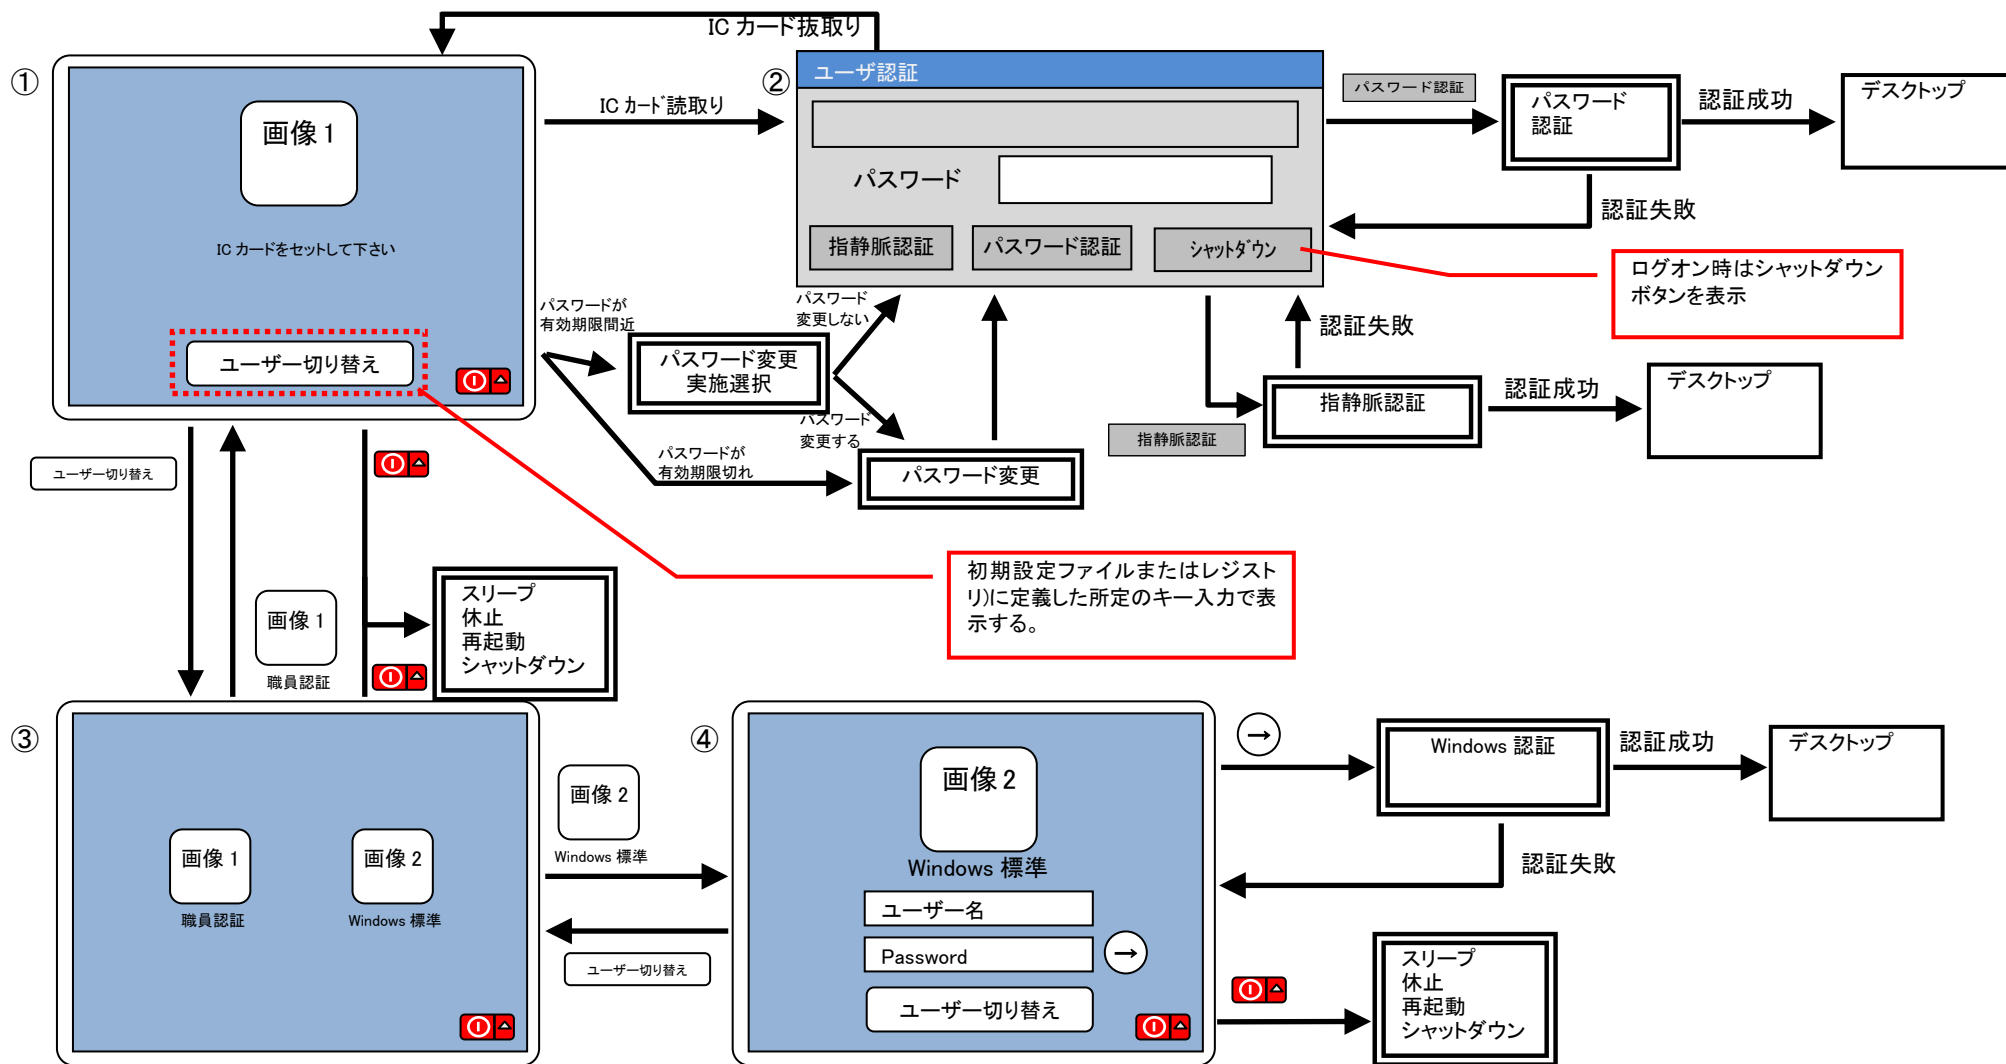 IC カード抜取り
①
画像 1
IC カードをセットして下さい
ユーザー切り替え
IC カード読取り
②
ユーザ認証
パスワード
指静脈認証
パスワード認証
シャットダウン
パスワード認証
パスワード
認証
認証成功
デスクトップ
認証失敗
ログオン時はシャットダウン
ボタンを表示
パスワードが
有効期限間近
パスワード変更
実施選択
パスワード
変更しない
パスワード
変更する
パスワードが
有効期限切れ
パスワード変更
認証失敗
指静脈認証
指静脈認証
認証成功
デスクトップ
ユーザー切り替え
画像 1
職員認証
スリープ
休止
再起動
シャットダウン
初期設定ファイルまたはレジスト
リ)に定義した所定のキー入力で表
示する。
③
画像 1
職員認証
画像 2
Windows 標準
画像 2
Windows 標準
ユーザー切り替え
④
画像 2
Windows 標準
ユーザー名
Password
→
ユーザー切り替え
→
Windows 認証
認証成功
デスクトップ
認証失敗
スリープ
休止
再起動
シャットダウン